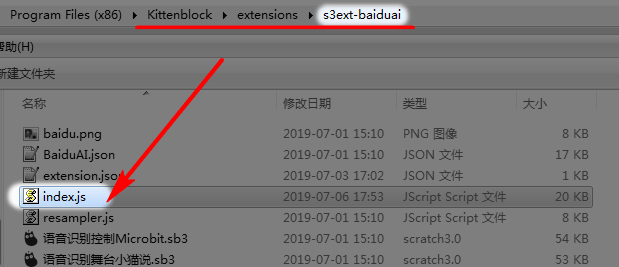 Program Files (x86) Kittenblock extensions s3ext-baiduai
帮助(H)
新建文件夹
名称 修改日期 类型 大小
baidu.png 2019-07-01 15:10 PNG 图像 8 KB
BaiduAI.json 2019-07-01 15:10 JSON 文件 17 KB
extension.json 2019-07-03 17:02 JSON 文件 1 KB
index.js 2019-07-06 17:53 JScript Script 文件 20 KB
resampler.js 2019-07-01 15:10 JScript Script 文件 8 KB
语音识别控制Microbit.sb3 2019-07-01 15:10 scratch3.0 54 KB
语音识别舞台小猫说.sb3 2019-07-01 15:10 scratch3.0 53 KB